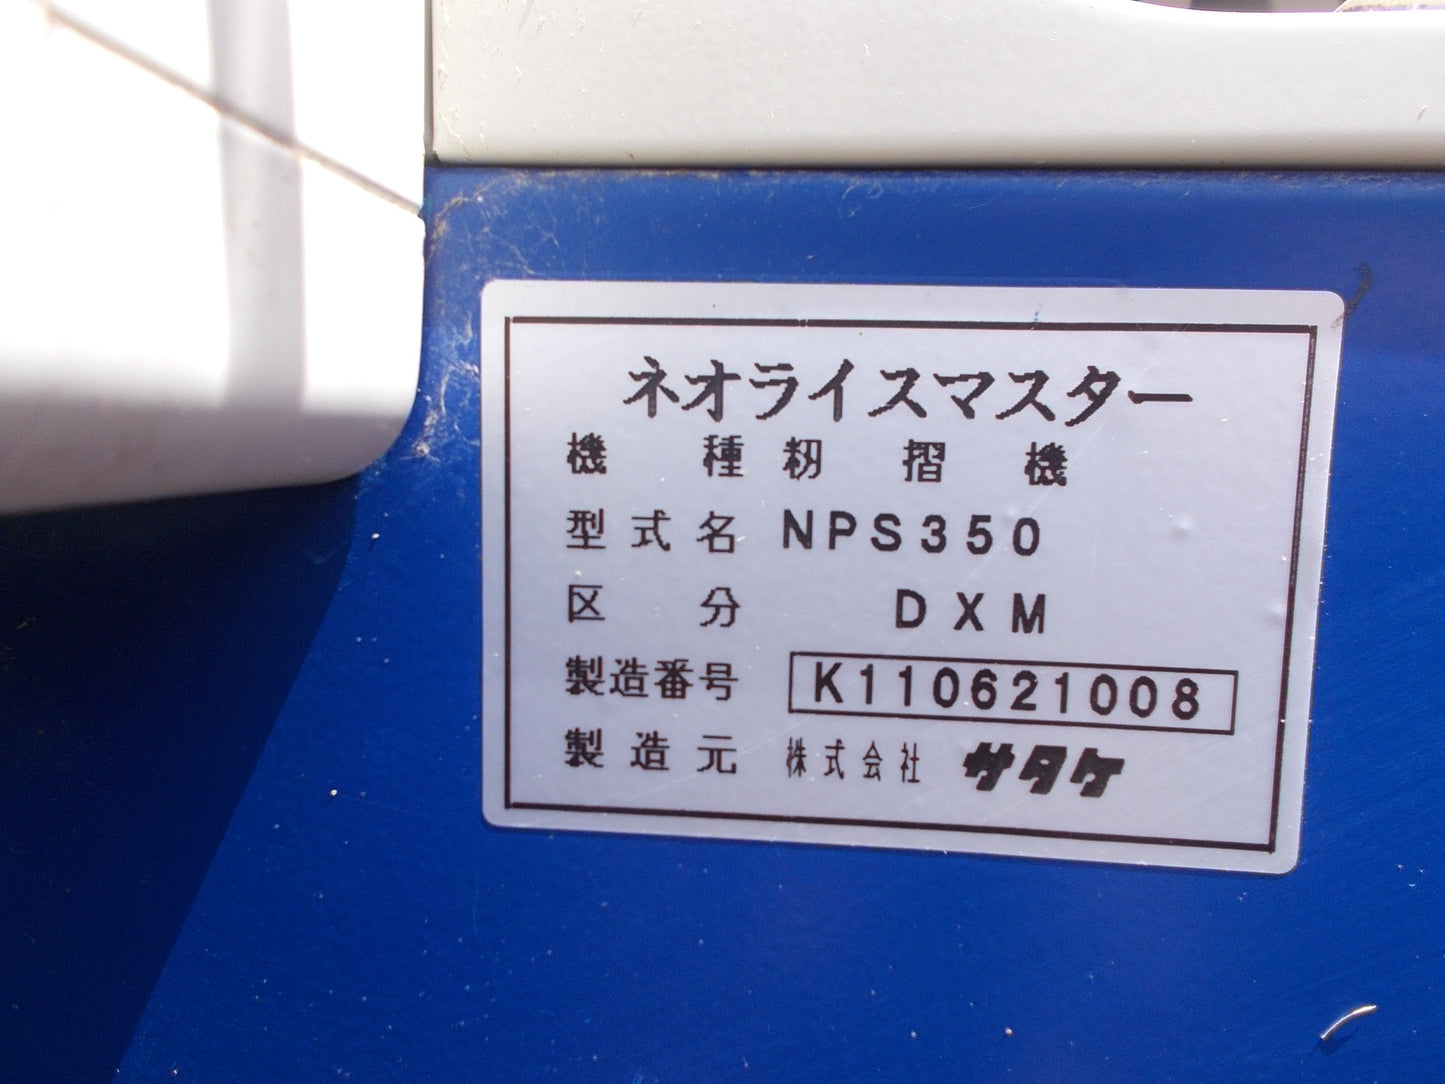 ネオライスマスター
機種 籾摺機
型式名 NPS350
区分 DXM
製造番号 K110621008
製造元 株式会社 サタケ